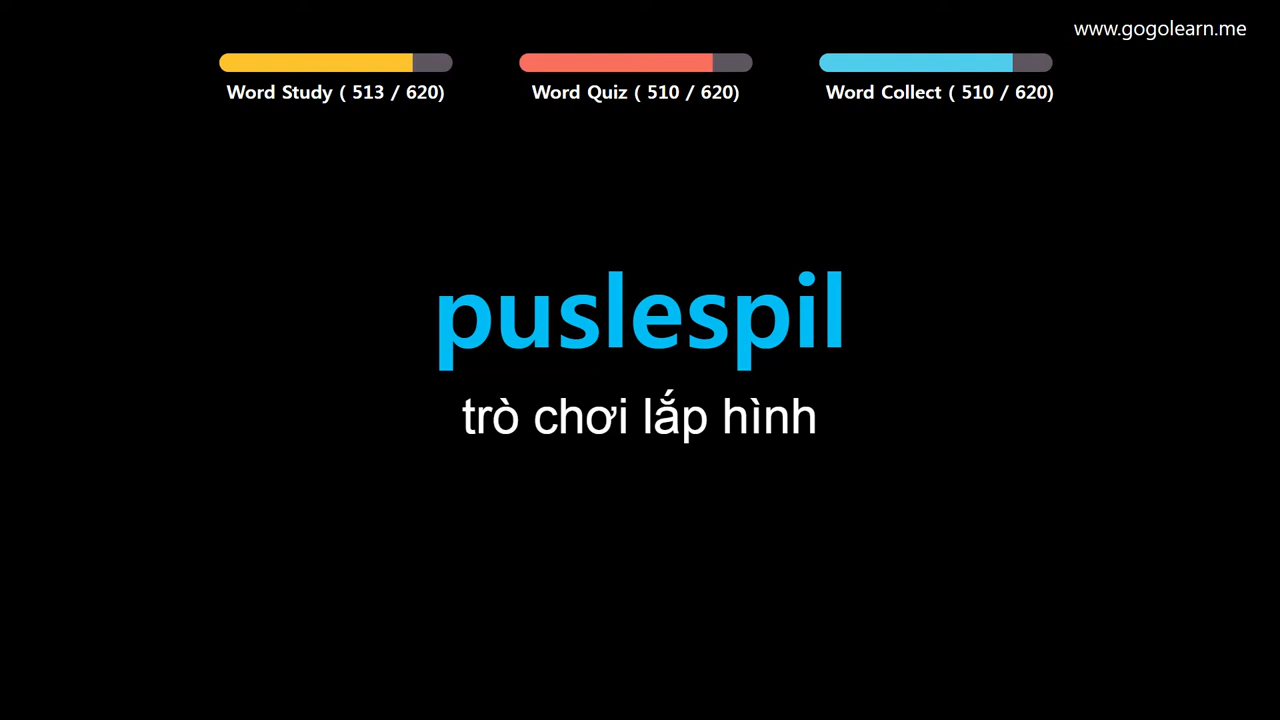 www.gogolearn.me
Word Study ( 513 / 620)
Word Quiz ( 510 / 620)
Word Collect ( 510 / 620)
puslespil
trò chơi lắp hình